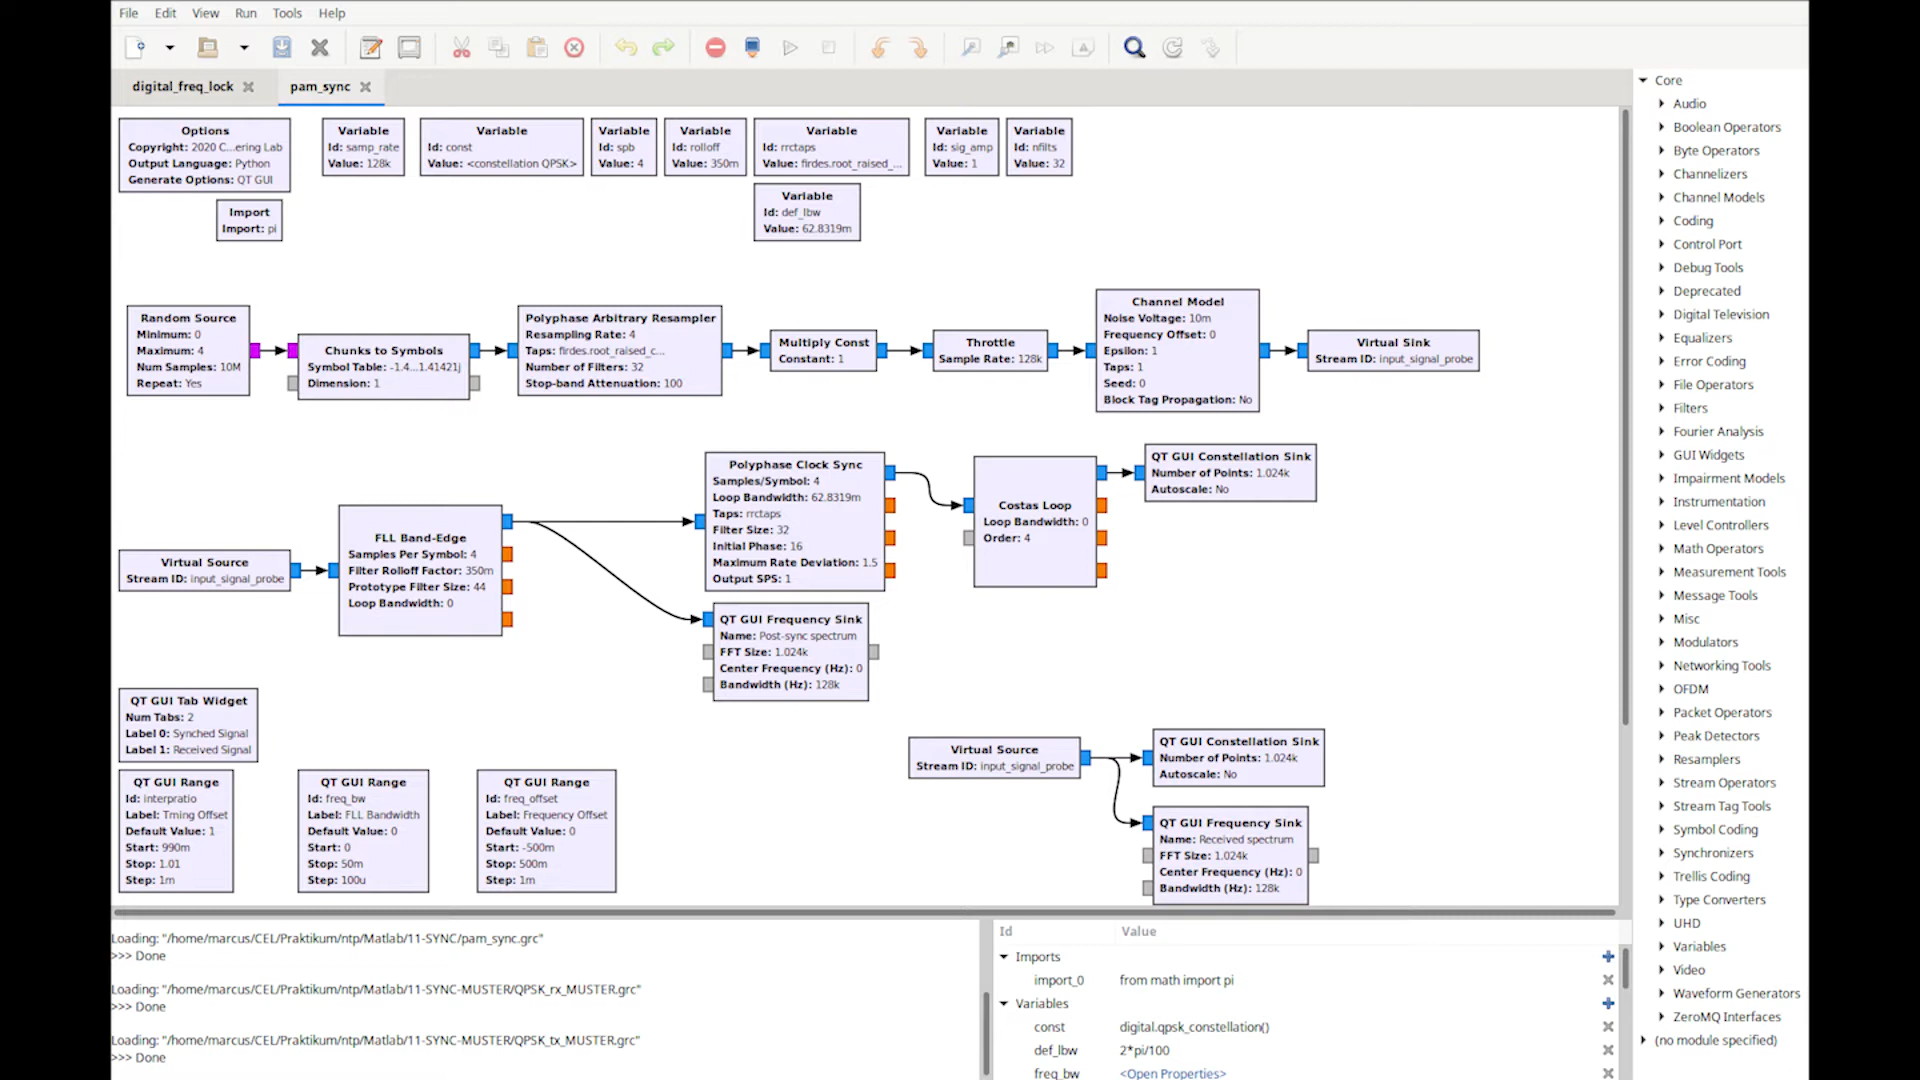 File Edit View Run Tools Help
digital_freq_lock
pam_sync
Options
Copyright: 2020 C...ering Lab
Output Language: Python
Generate Options: QT GUI
Import
Import: pi
Variable
Id: samp_rate
Value: 128k
Variable
Id: const
Value: <constellation QPSK>
Variable
Id: spb
Value: 4
Variable
Id: rolloff
Value: 350m
Variable
Id: rrctaps
Value: firdes.root_raised_...
Variable
Id: sig_amp
Value: 1
Variable
Id: nfilts
Value: 32
Variable
Id: def_lbw
Value: 62.8319m
Random Source
Minimum: 0
Maximum: 4
Num Samples: 10M
Repeat: Yes
Chunks to Symbols
Symbol Table: -1.4...1.41421j
Dimension: 1
Polyphase Arbitrary Resampler
Resampling Rate: 4
Taps: firdes.root_raised_c...
Number of Filters: 32
Stop-band Attenuation: 100
Multiply Const
Constant: 1
Throttle
Sample Rate: 128k
Channel Model
Noise Voltage: 10m
Frequency Offset: 0
Epsilon: 1
Taps: 1
Seed: 0
Block Tag Propagation: No
Virtual Sink
Stream ID: input_signal_probe
Virtual Source
Stream ID: input_signal_probe
FLL Band-Edge
Samples Per Symbol: 4
Filter Rolloff Factor: 350m
Prototype Filter Size: 44
Loop Bandwidth: 0
Polyphase Clock Sync
Samples/Symbol: 4
Loop Bandwidth: 62.8319m
Taps: rrctaps
Filter Size: 32
Initial Phase: 16
Maximum Rate Deviation: 1.5
Output SPS: 1
Costas Loop
Loop Bandwidth: 0
Order: 4
QT GUI Constellation Sink
Number of Points: 1.024k
Autoscale: No
QT GUI Frequency Sink
Name: Post-sync spectrum
FFT Size: 1.024k
Center Frequency (Hz): 0
Bandwidth (Hz): 128k
QT GUI Tab Widget
Num Tabs: 2
Label 0: Synched Signal
Label 1: Received Signal
QT GUI Range
Id: interpratio
Label: Tming Offset
Default Value: 1
Start: 990m
Stop: 1.01
Step: 1m
QT GUI Range
Id: freq_bw
Label: FLL Bandwidth
Default Value: 0
Start: 0
Stop: 50m
Step: 100u
QT GUI Range
Id: freq_offset
Label: Frequency Offset
Default Value: 0
Start: -500m
Stop: 500m
Step: 1m
Virtual Source
Stream ID: input_signal_probe
QT GUI Constellation Sink
Number of Points: 1.024k
Autoscale: No
QT GUI Frequency Sink
Name: Received spectrum
FFT Size: 1.024k
Center Frequency (Hz): 0
Bandwidth (Hz): 128k
Loading: "/home/marcus/CEL/Praktikum/ntp/Matlab/11-SYNC/pam_sync.grc"
>>> Done
Loading: "/home/marcus/CEL/Praktikum/ntp/Matlab/11-SYNC-MUSTER/QPSK_rx_MUSTER.grc"
>>> Done
Loading: "/home/marcus/CEL/Praktikum/ntp/Matlab/11-SYNC-MUSTER/QPSK_tx_MUSTER.grc"
>>> Done
Id Value
Imports
import_0 from math import pi
Variables
const digital.qpsk_constellation()
def_lbw 2*pi/100
freq_bw <Open Properties>
Core
Audio
Boolean Operators
Byte Operators
Channelizers
Channel Models
Coding
Control Port
Debug Tools
Deprecated
Digital Television
Equalizers
Error Coding
File Operators
Filters
Fourier Analysis
GUI Widgets
Impairment Models
Instrumentation
Level Controllers
Math Operators
Measurement Tools
Message Tools
Misc
Modulators
Networking Tools
OFDM
Packet Operators
Peak Detectors
Resamplers
Stream Operators
Stream Tag Tools
Symbol Coding
Synchronizers
Trellis Coding
Type Converters
UHD
Variables
Video
Waveform Generators
ZeroMQ Interfaces
(no module specified)